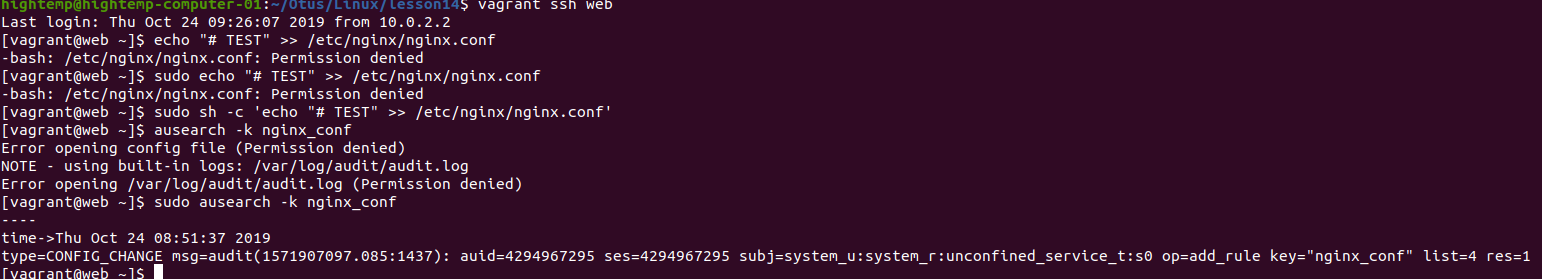 hightemp@hightemp-computer-01:~/Otus/Linux/lesson14$ vagrant ssh web
Last login: Thu Oct 24 09:26:07 2019 from 10.0.2.2
[vagrant@web ~]$ echo "# TEST" >> /etc/nginx/nginx.conf
-bash: /etc/nginx/nginx.conf: Permission denied
[vagrant@web ~]$ sudo echo "# TEST" >> /etc/nginx/nginx.conf
-bash: /etc/nginx/nginx.conf: Permission denied
[vagrant@web ~]$ sudo sh -c 'echo "# TEST" >> /etc/nginx/nginx.conf'
[vagrant@web ~]$ ausearch -k nginx_conf
Error opening config file (Permission denied)
NOTE - using built-in logs: /var/log/audit/audit.log
Error opening /var/log/audit/audit.log (Permission denied)
[vagrant@web ~]$ sudo ausearch -k nginx_conf
----
time->Thu Oct 24 08:51:37 2019
type=CONFIG_CHANGE msg=audit(1571907097.085:1437): auid=4294967295 ses=4294967295 subj=system_u:system_r:unconfined_service_t:s0 op=add_rule key="nginx_conf" list=4 res=1
[vagrant@web ~]$